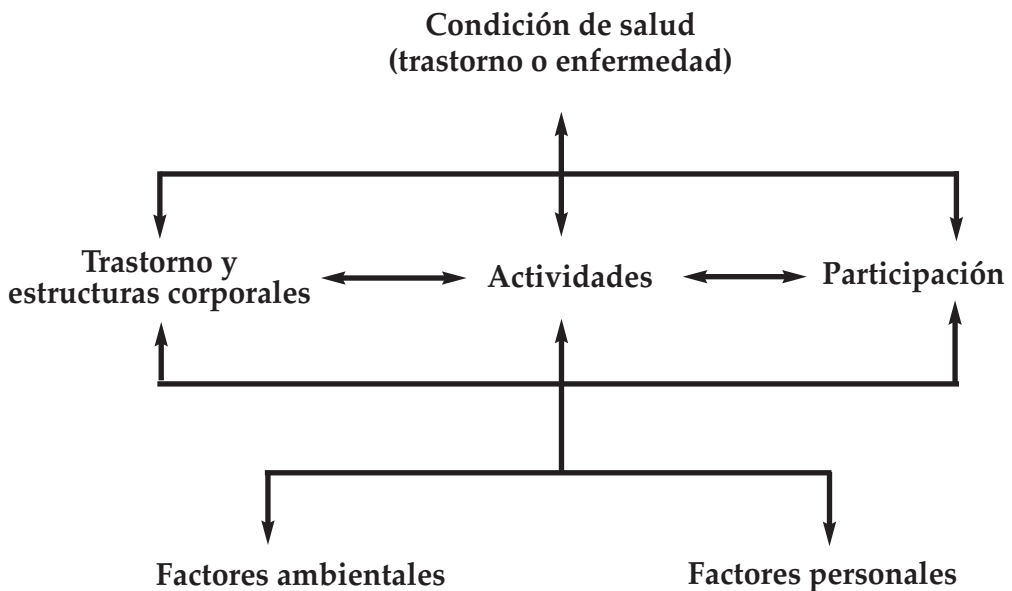 Condición de salud
(trastorno o enfermedad)
Trastorno y
estructuras corporales
Actividades
Participación
Factores ambientales
Factores personales